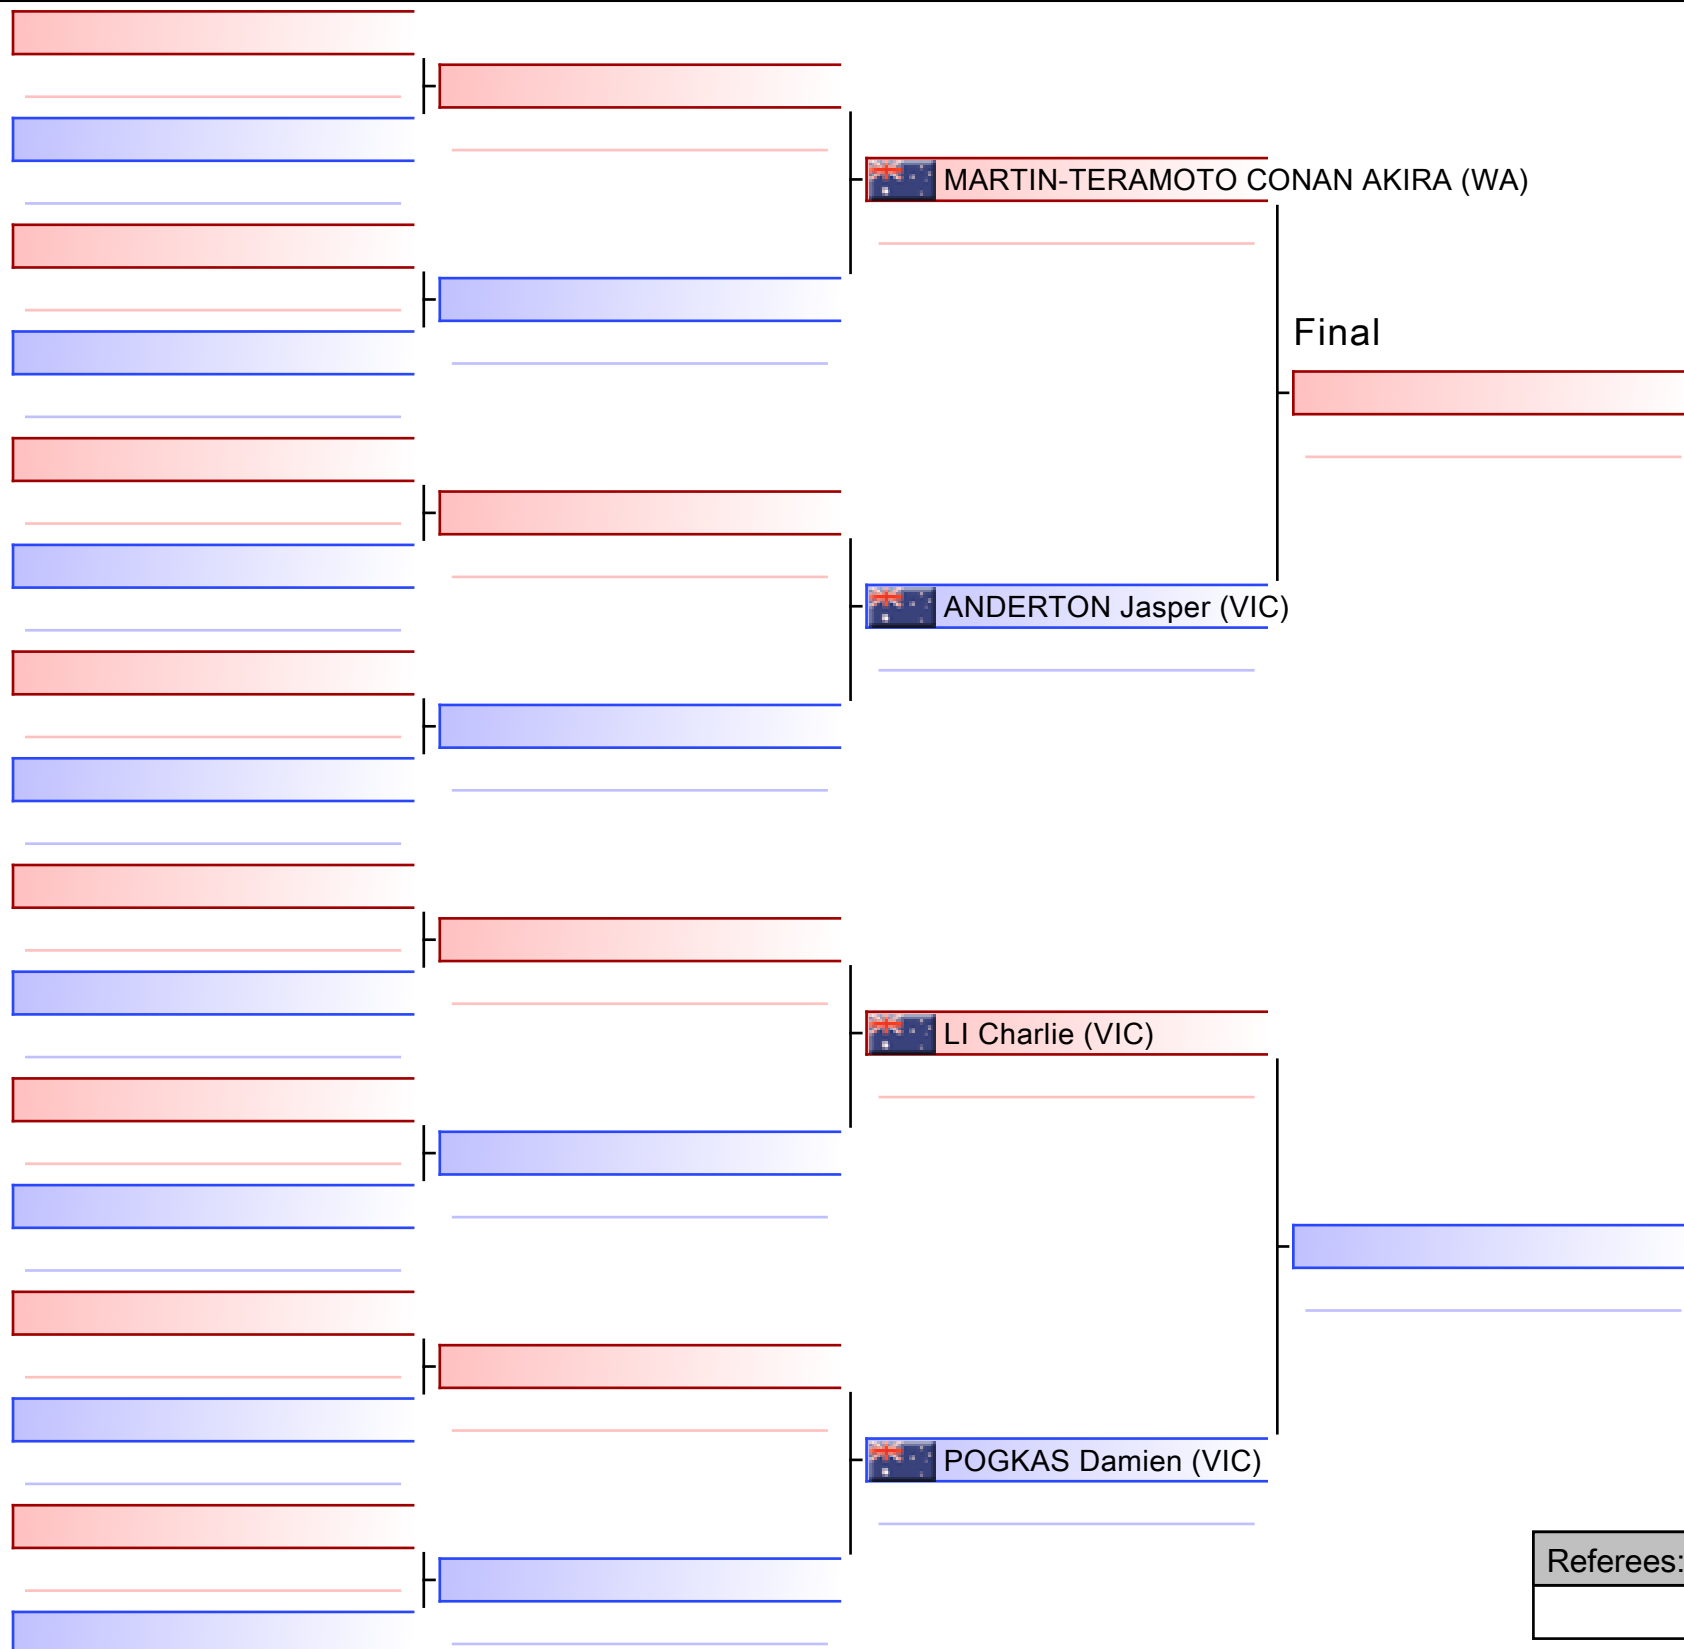 MARTIN-TERAMOTO CONAN AKIRA (WA)
Final
ANDERTON Jasper (VIC)
LI Charlie (VIC)
POGKAS Damien (VIC)
Referees: